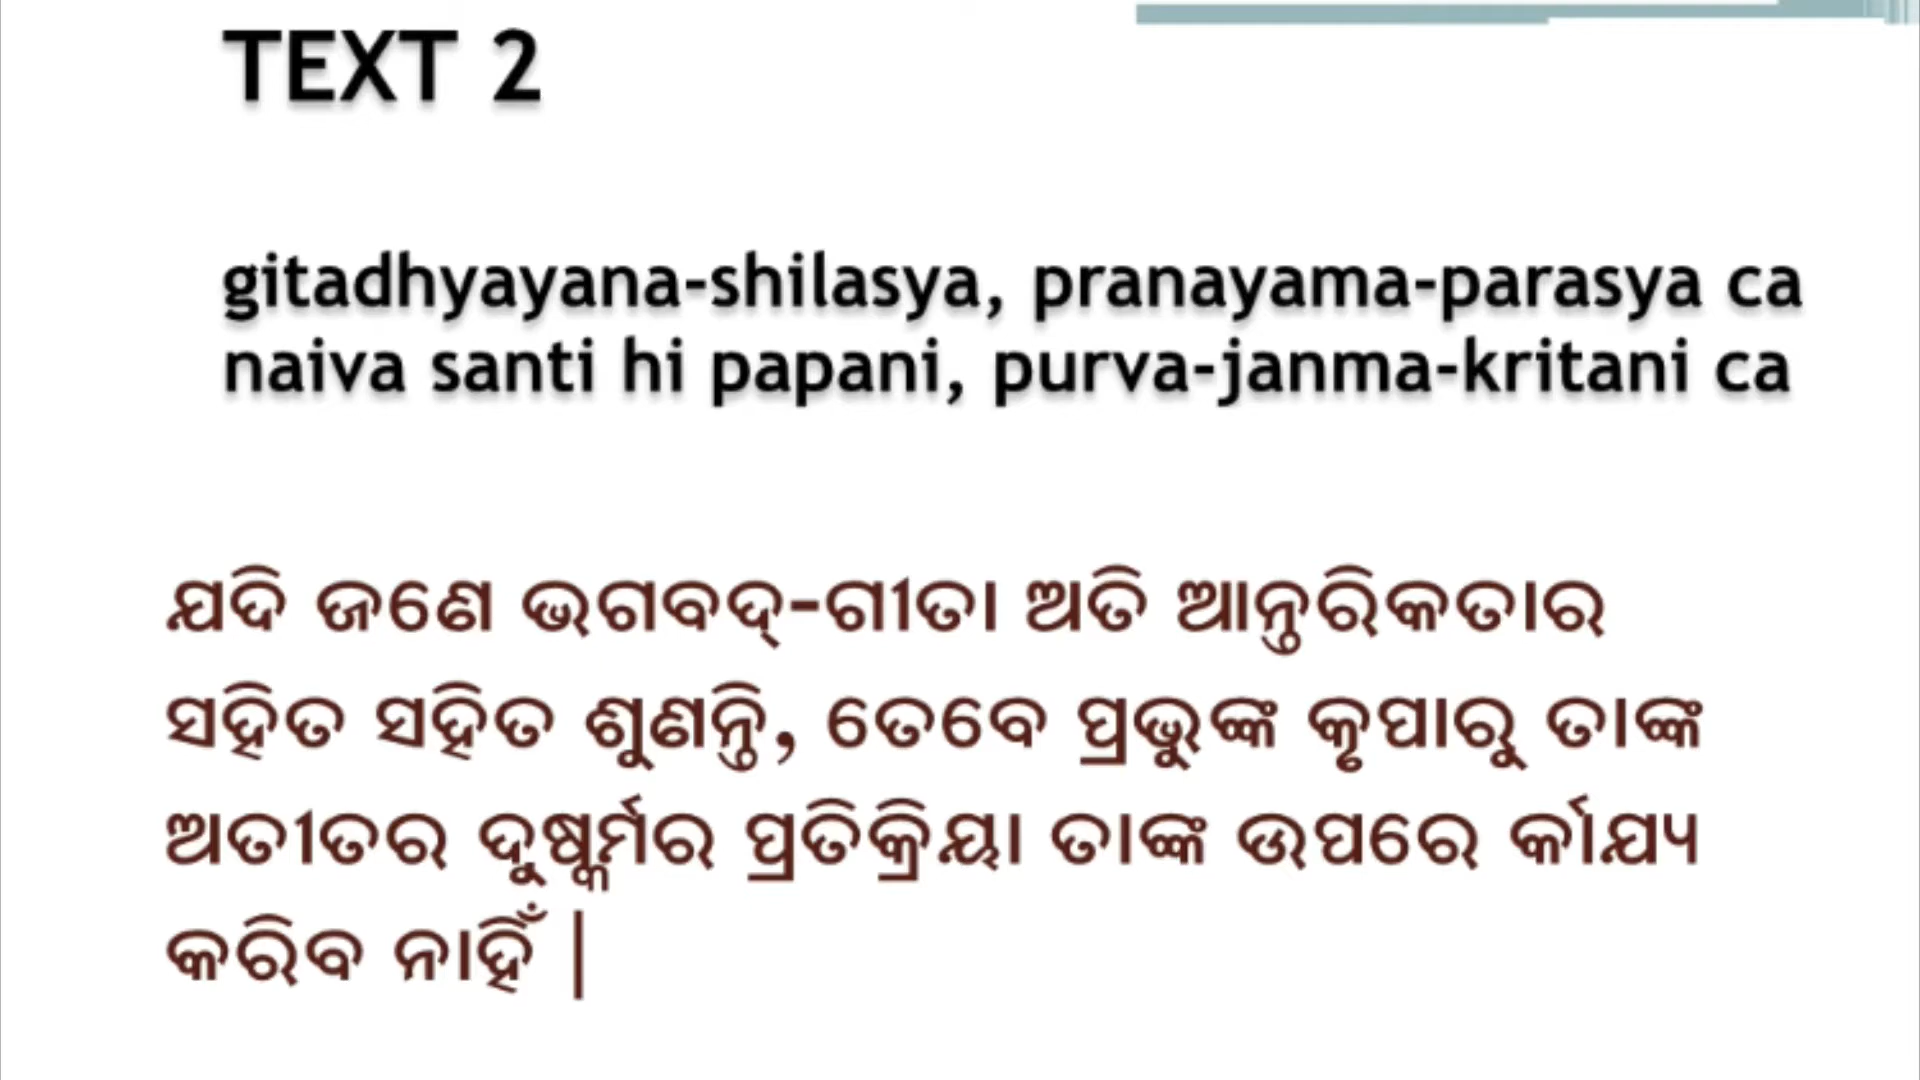 TEXT 2
gitadhyayana-shilasya, pranayama-parasya ca
naiva santi hi papani, purva-janma-kritani ca
ଯଦି ଜଣେ ଭଗବଦ୍-ଗୀତା ଅତି ଆନ୍ତରିକତାର
ସହିତ ସହିତ ଶୁଣନ୍ତି, ତେବେ ପ୍ରଭୁଙ୍କ କୃପାରୁ ତାଙ୍କ
ଅତୀତର ଦୁଷ୍କର୍ମର ପ୍ରତିକ୍ରିୟା ତାଙ୍କ ଉପରେ କାର୍ଯ୍ୟ
କରିବ ନାହିଁ |